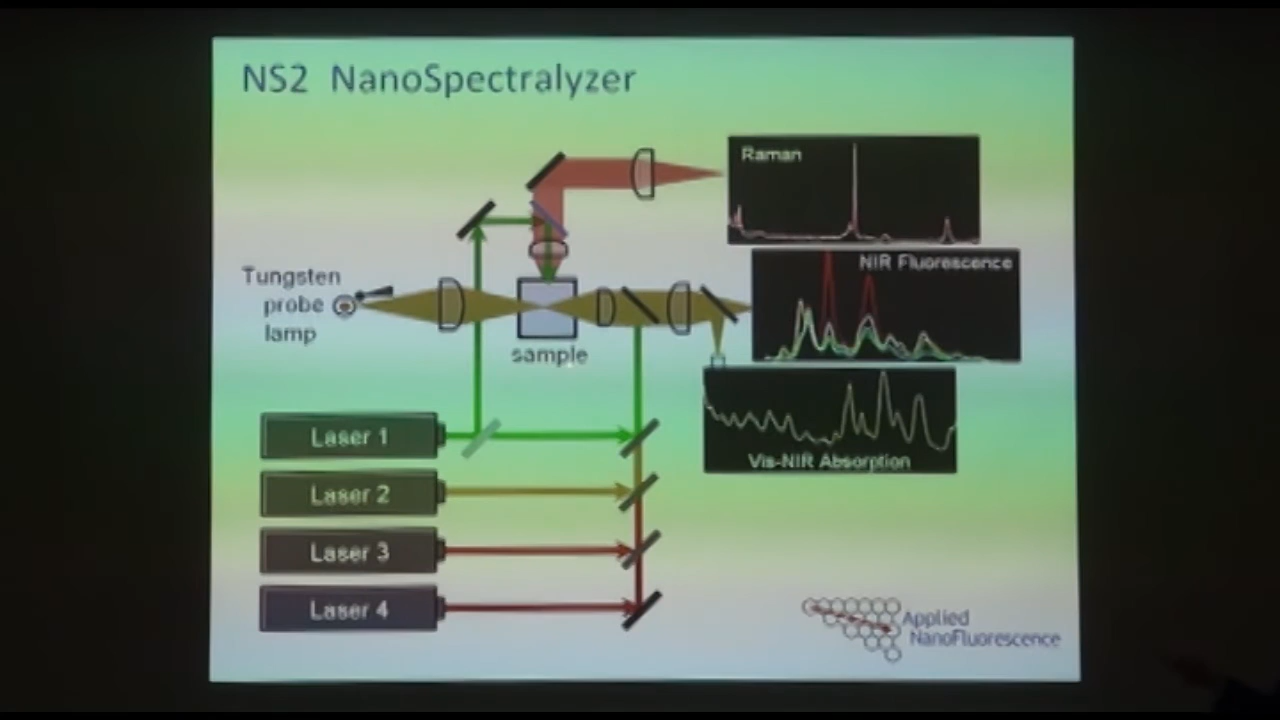 NS2 NanoSpectralyzer
Raman
NIR Fluorescence
Tungsten
probe
lamp
sample
Vis-NIR Absorption
Laser 1
Laser 2
Laser 3
Laser 4
Applied
NanoFluorescence